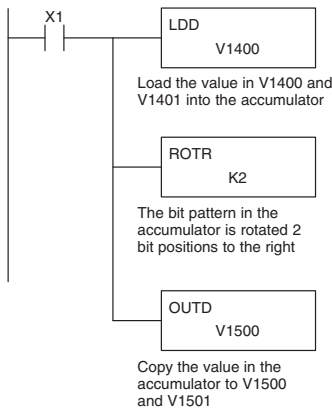 X1
LDD
V1400
Load the value in V1400 and
V1401 into the accumulator
ROTR
K2
The bit pattern in the
accumulator is rotated 2
bit positions to the right
OUTD
V1500
Copy the value in the
accumulator to V1500
and V1501